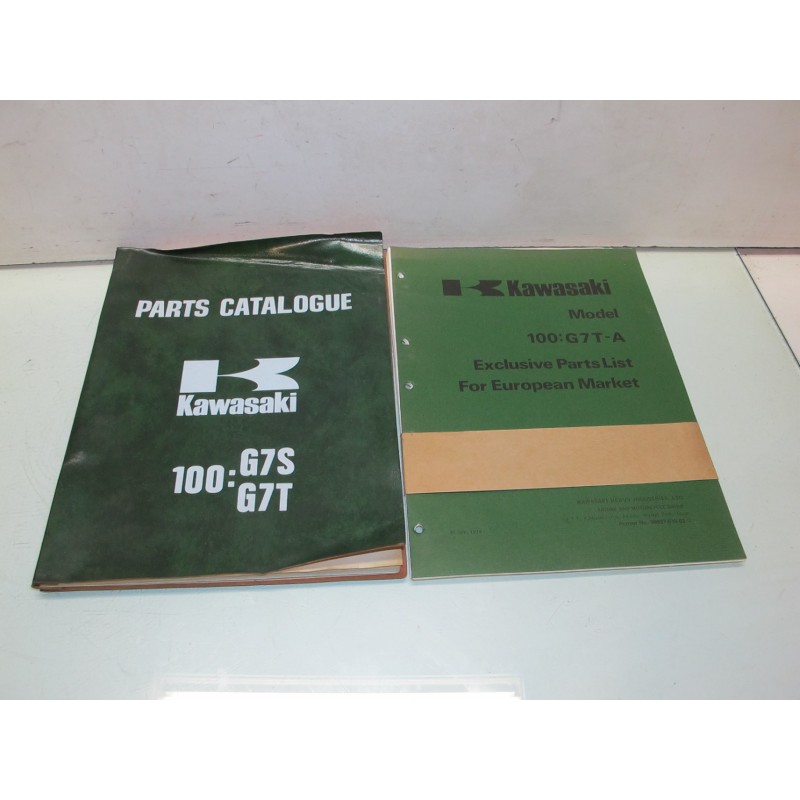 PARTS CATALOGUE
Kawasaki
100: G7S
G7T
Kawasaki
Model
100:G7T-A
Exclusive Parts List
For European Market